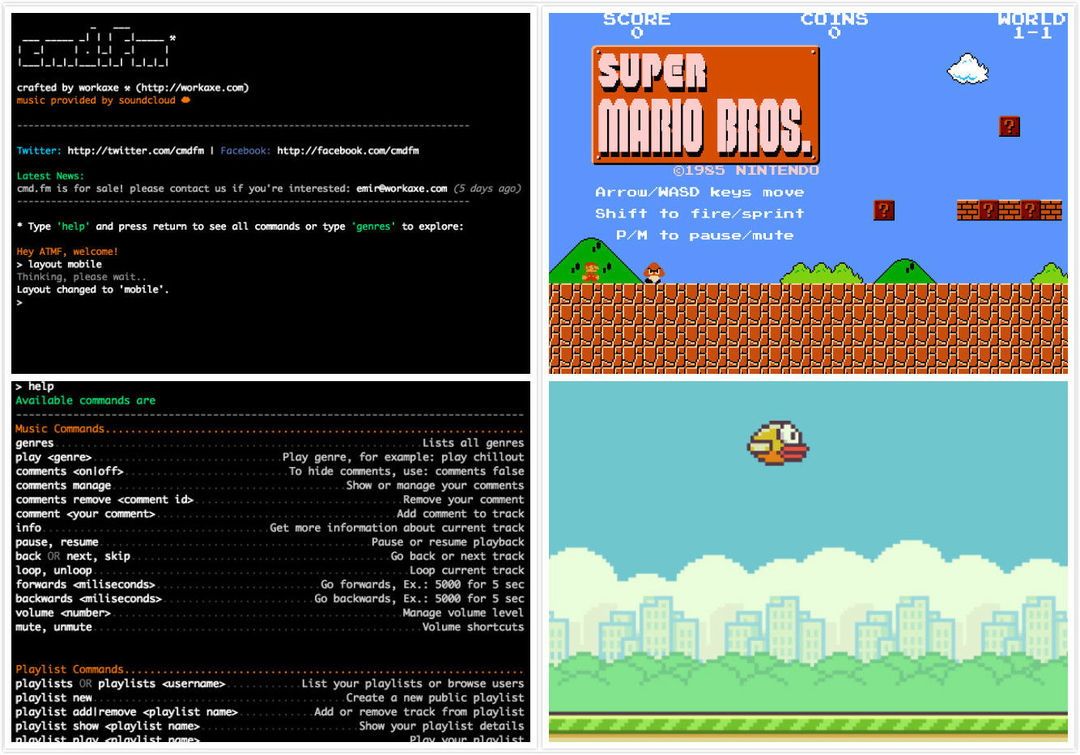 crafted by workaxe ⚒ (http://workaxe.com)
music provided by soundcloud
Twitter: http://twitter.com/cmdfm | Facebook: http://facebook.com/cmdfm
Latest News:
cmd.fm is for sale! please contact us if you're interested: emir@workaxe.com (5 days ago)
* Type 'help' and press return to see all commands or type 'genres' to explore:
Hey ATMF, welcome!
> layout mobile
Thinking, please wait..
Layout changed to 'mobile'.
>
SCORE COINS WORLD
0 0 1-1
SUPER
MARIO BROS.
©1985 NINTENDO
Arrow/WASD keys move
Shift to fire/sprint
P/M to pause/mute
> help
Available commands are
Music Commands
genres Lists all genres
play <genre> Play genre, for example: play chillout
comments <on|off> To hide comments, use: comments false
comments manage Show or manage your comments
comments remove <comment id> Remove your comment
comment <your comment> Add comment to track
info Get more information about current track
pause, resume Pause or resume playback
back OR next, skip Go back or next track
loop, unloop Loop current track
forwards <miliseconds> Go forwards, Ex.: 5000 for 5 sec
backwards <miliseconds> Go backwards, Ex.: 5000 for 5 sec
volume <number> Manage volume level
mute, unmute Volume shortcuts
Playlist Commands
playlists OR playlists <username> List your playlists or browse users
playlist new Create a new public playlist
playlist add|remove <playlist name> Add or remove track from playlist
playlist show <playlist name> Show your playlist details
playlist play <playlist name> Play your playlist